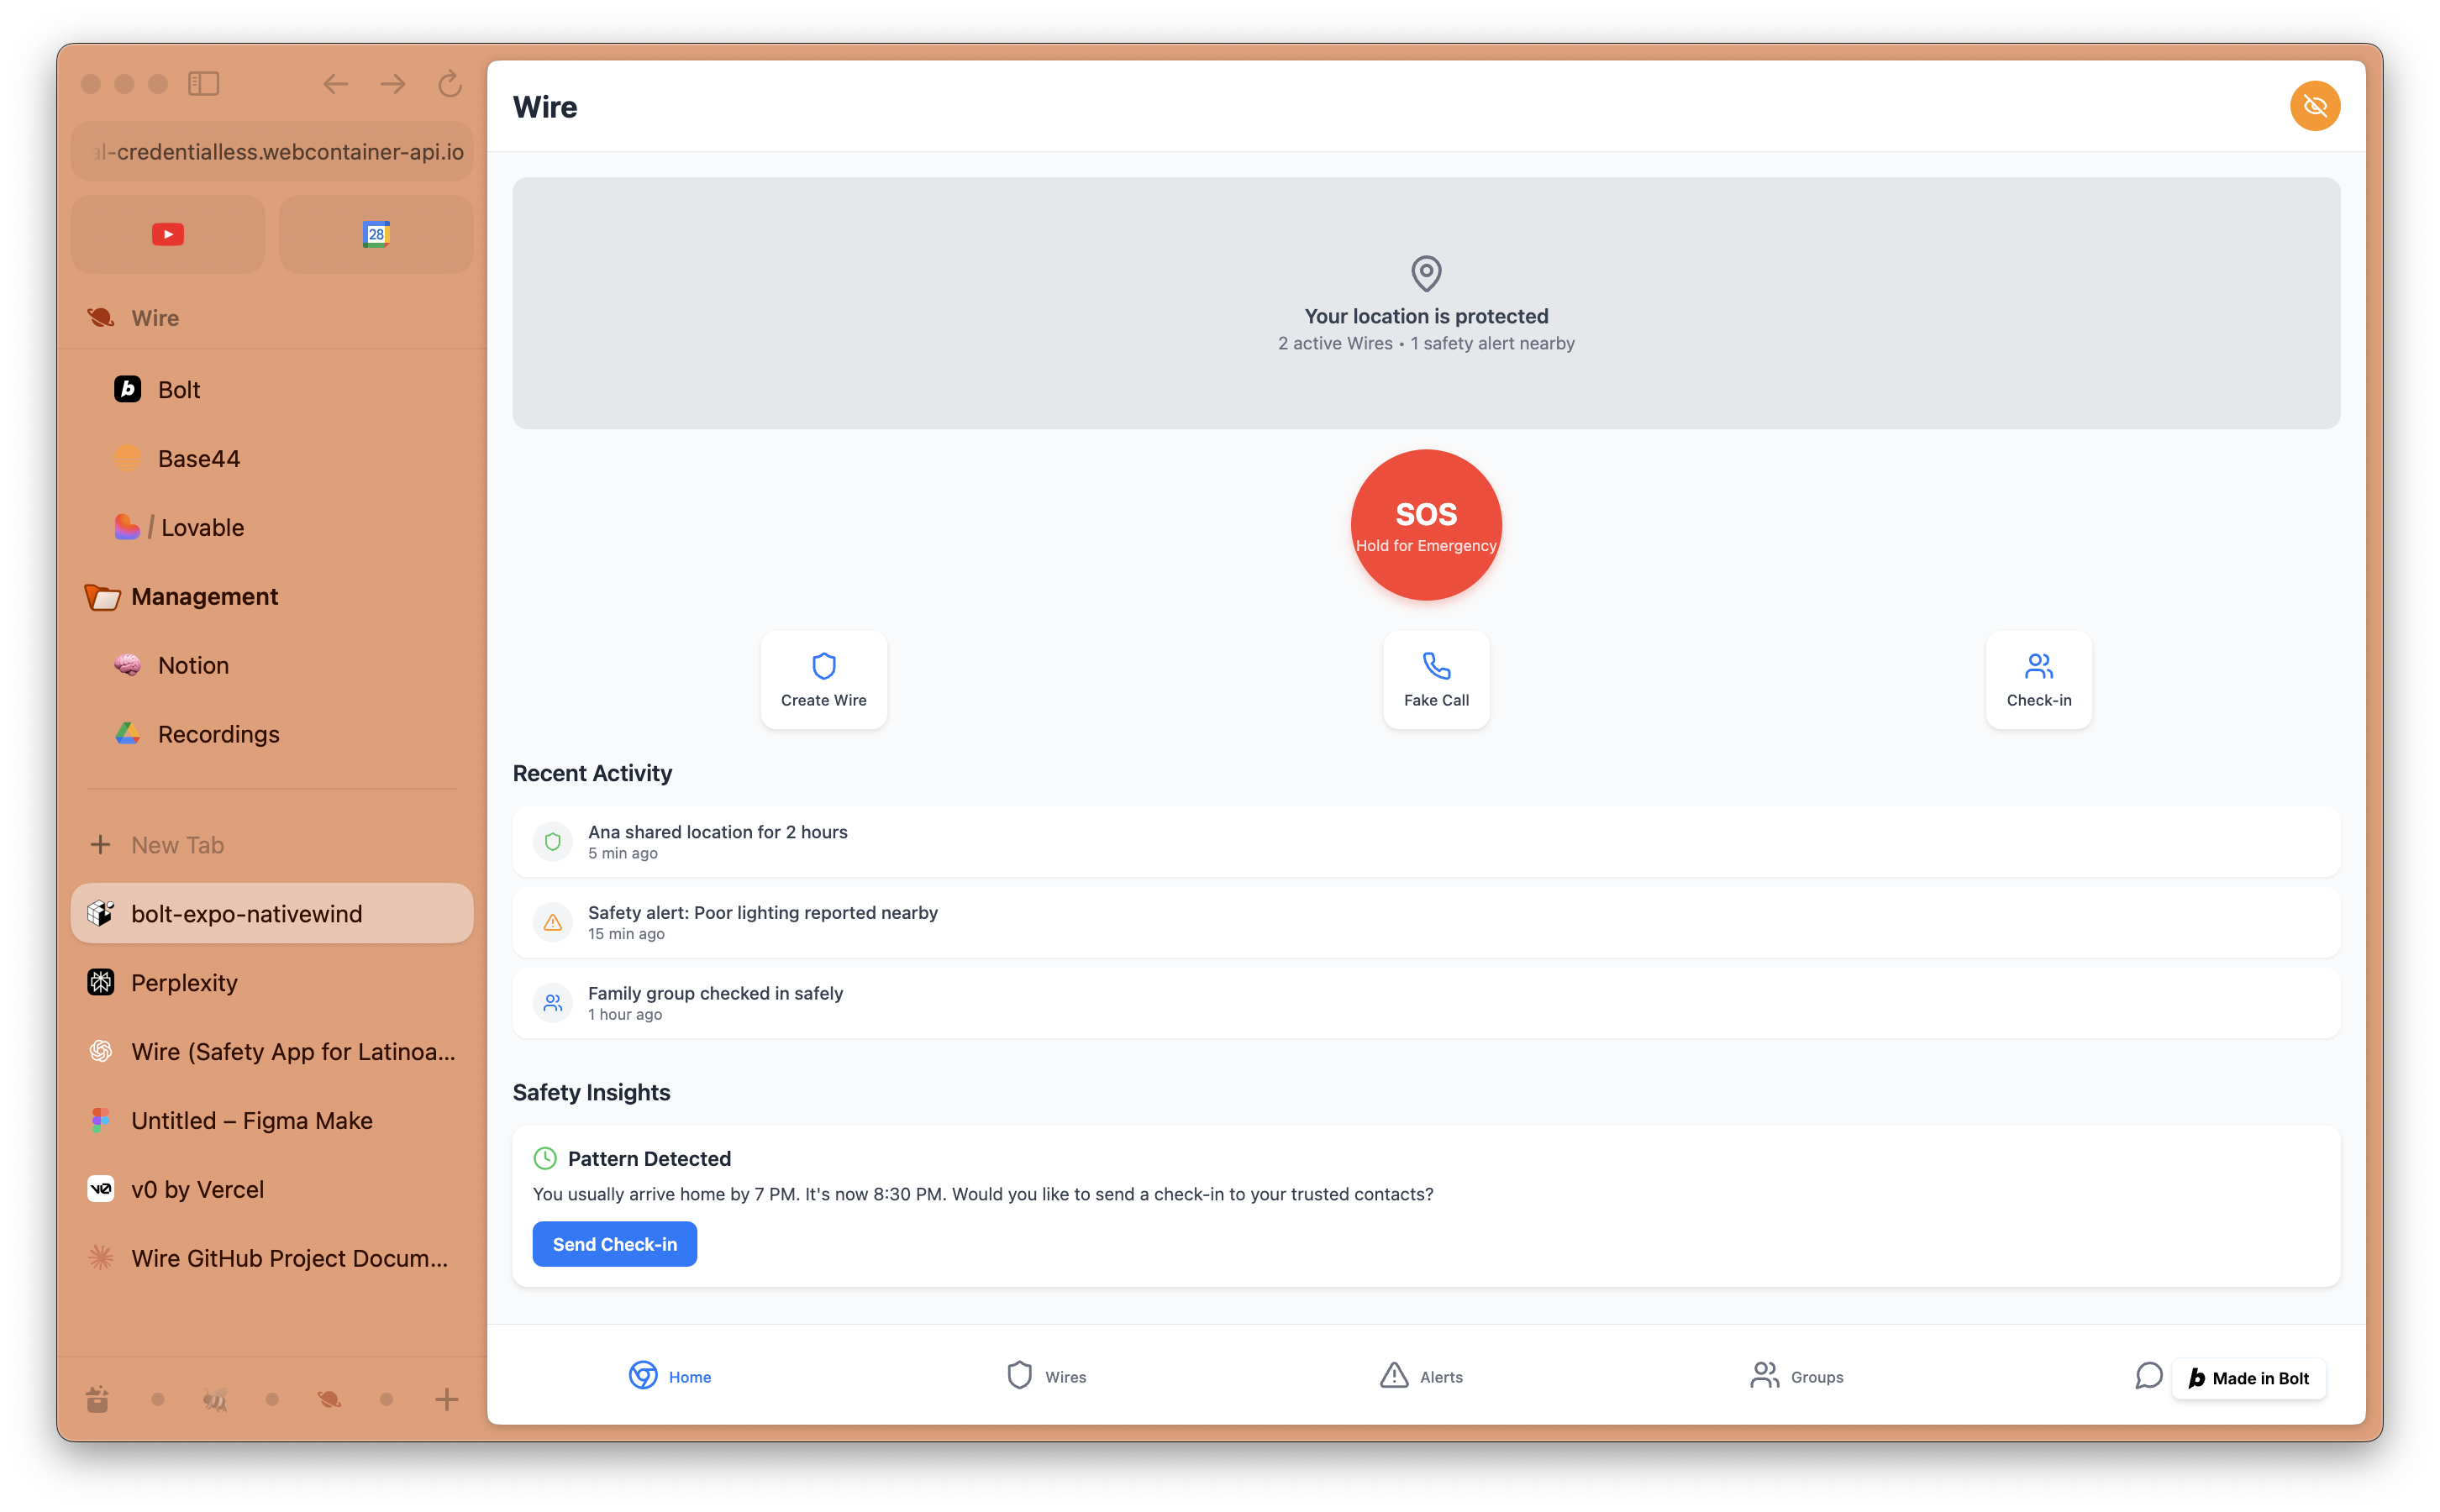 al-credentialless.webcontainer-api.io
28
Wire
Bolt
Base44
/ Lovable
Management
Notion
Recordings
New Tab
bolt-expo-nativewind
Perplexity
Wire (Safety App for Latinoa...
Untitled – Figma Make
v0 by Vercel
Wire GitHub Project Docum...
Wire
Your location is protected
2 active Wires • 1 safety alert nearby
SOS
Hold for Emergency
Create Wire
Fake Call
Check-in
Recent Activity
Ana shared location for 2 hours
5 min ago
Safety alert: Poor lighting reported nearby
15 min ago
Family group checked in safely
1 hour ago
Safety Insights
Pattern Detected
You usually arrive home by 7 PM. It's now 8:30 PM. Would you like to send a check-in to your trusted contacts?
Send Check-in
Home
Wires
Alerts
Groups
b Made in Bolt